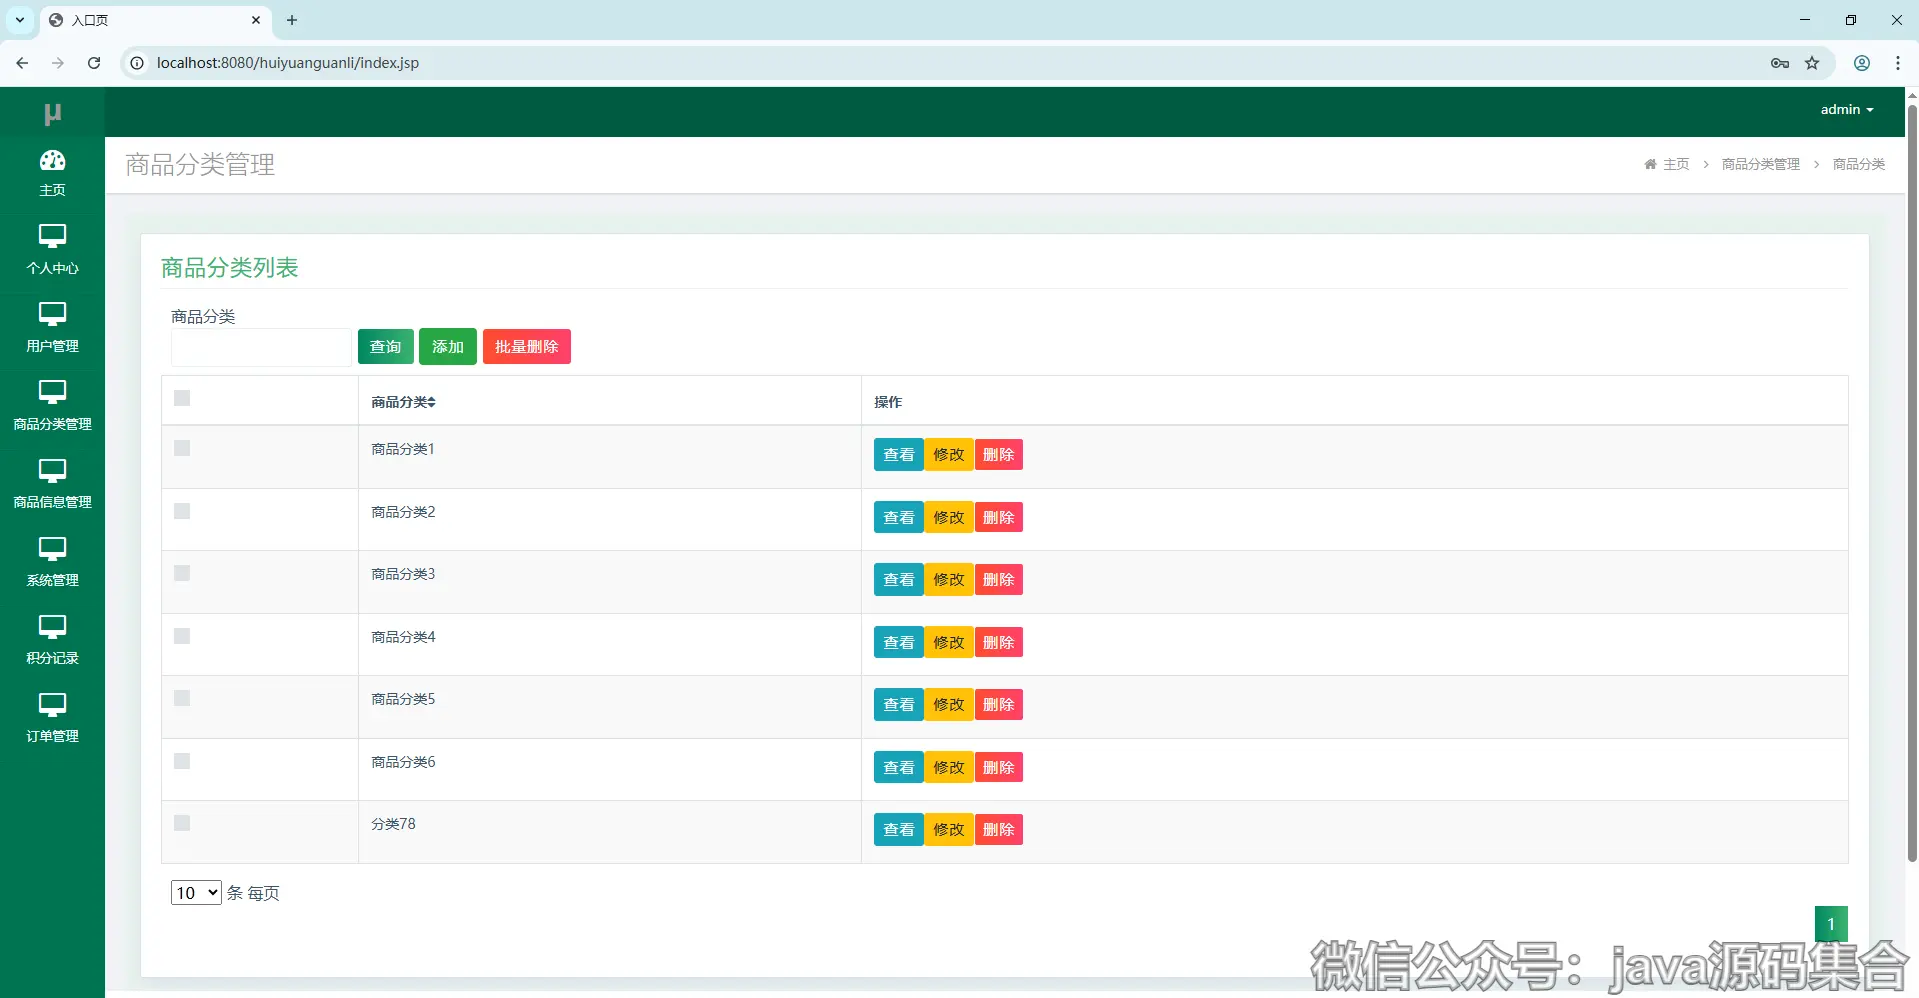 入口页
localhost:8080/huiyuanguanli/index.jsp
µ
admin
主页
个人中心
用户管理
商品分类管理
商品信息管理
系统管理
积分记录
订单管理
商品分类管理
主页 > 商品分类管理 > 商品分类
商品分类列表
商品分类
查询 添加 批量删除
商品分类 操作
商品分类1 查看 修改 删除
商品分类2 查看 修改 删除
商品分类3 查看 修改 删除
商品分类4 查看 修改 删除
商品分类5 查看 修改 删除
商品分类6 查看 修改 删除
分类78 查看 修改 删除
10 条 每页
1
微信公众号：java源码集合